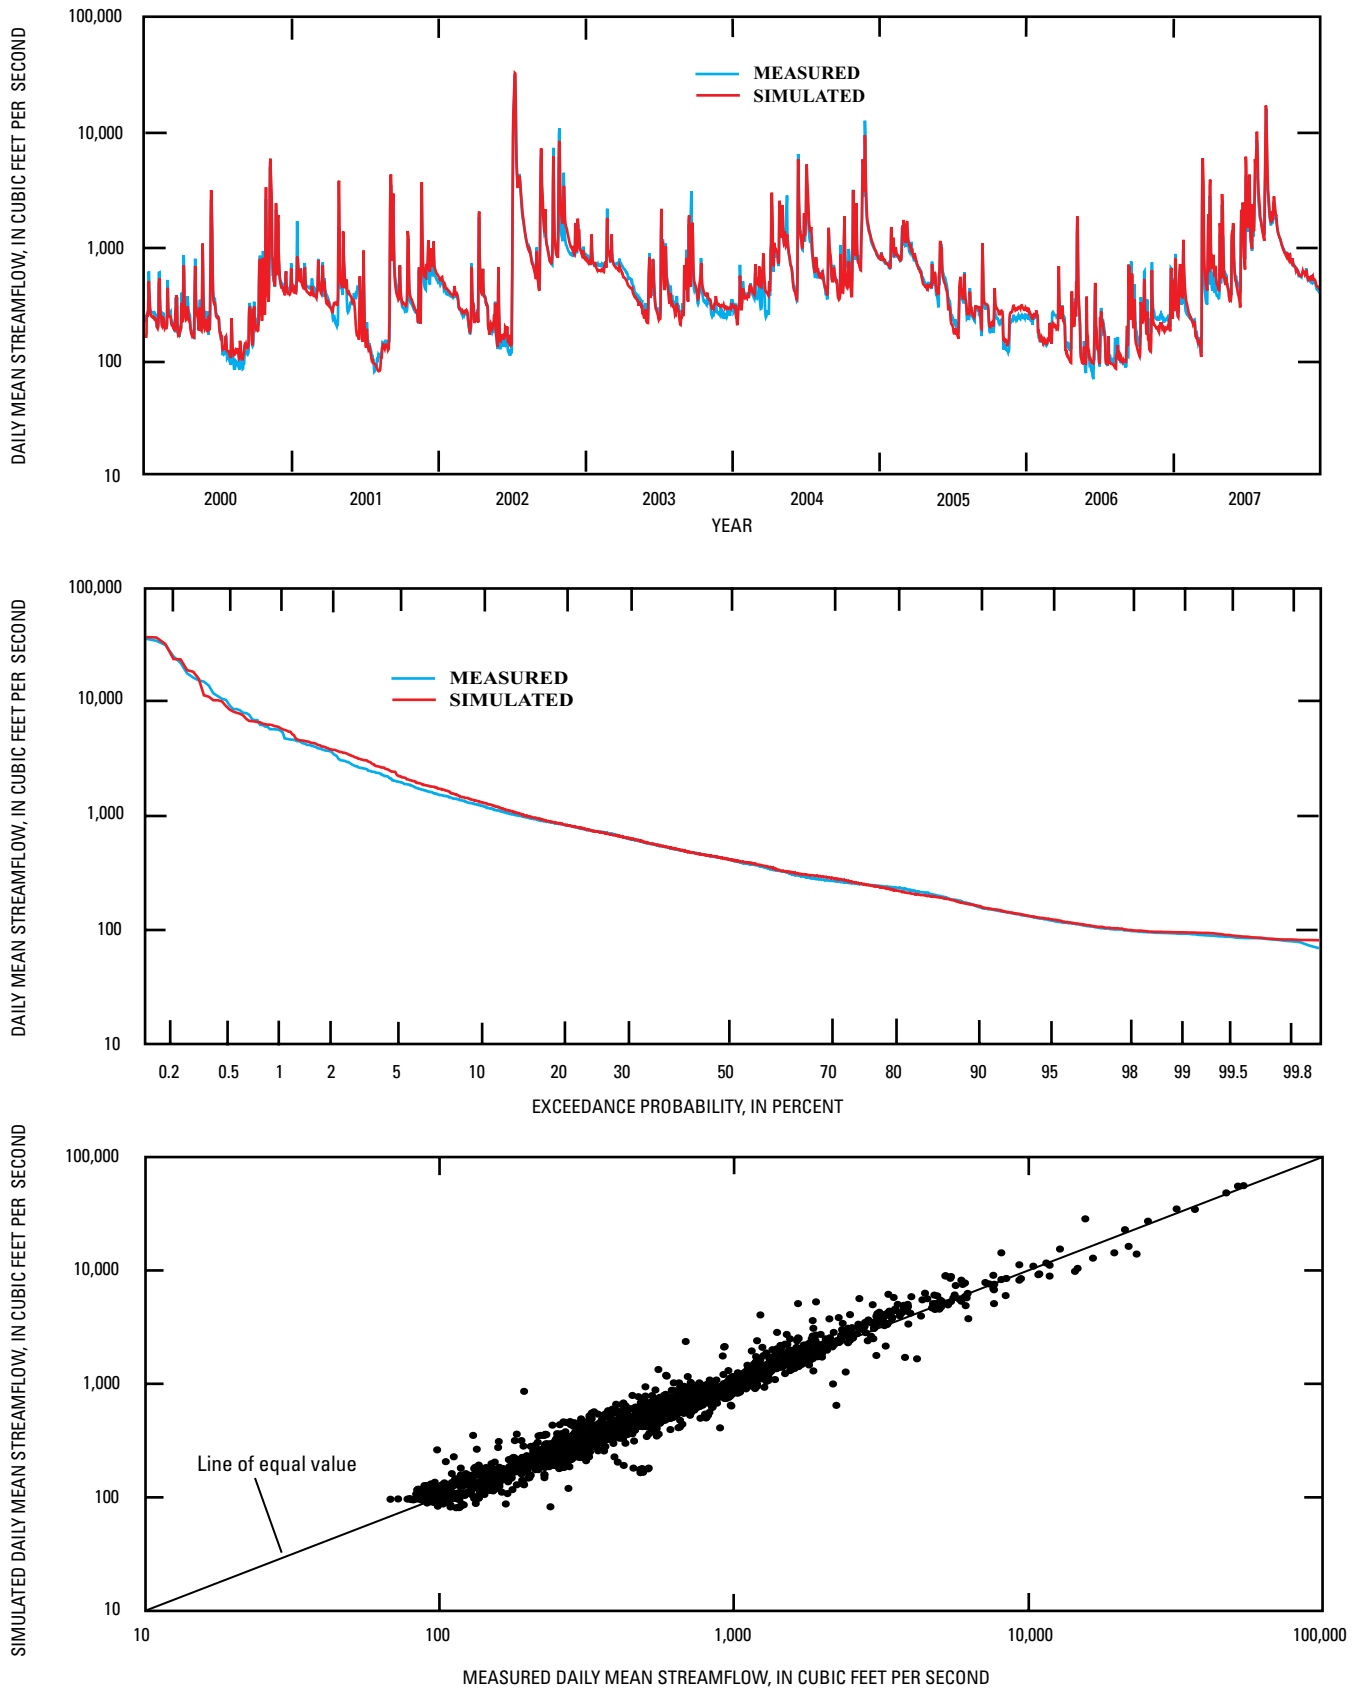 DAILY MEAN STREAMFLOW, IN CUBIC FEET PER SECOND
100,000
10,000
1,000
100
10
MEASURED
SIMULATED
2000 2001 2002 2003 2004 2005 2006 2007
YEAR
DAILY MEAN STREAMFLOW, IN CUBIC FEET PER SECOND
100,000
10,000
1,000
100
10
MEASURED
SIMULATED
0.2 0.5 1 2 5 10 20 30 50 70 80 90 95 98 99 99.5 99.8
EXCEEDANCE PROBABILITY, IN PERCENT
SIMULATED DAILY MEAN STREAMFLOW, IN CUBIC FEET PER SECOND
100,000
10,000
1,000
100
10
Line of equal value
10 100 1,000 10,000 100,000
MEASURED DAILY MEAN STREAMFLOW, IN CUBIC FEET PER SECOND